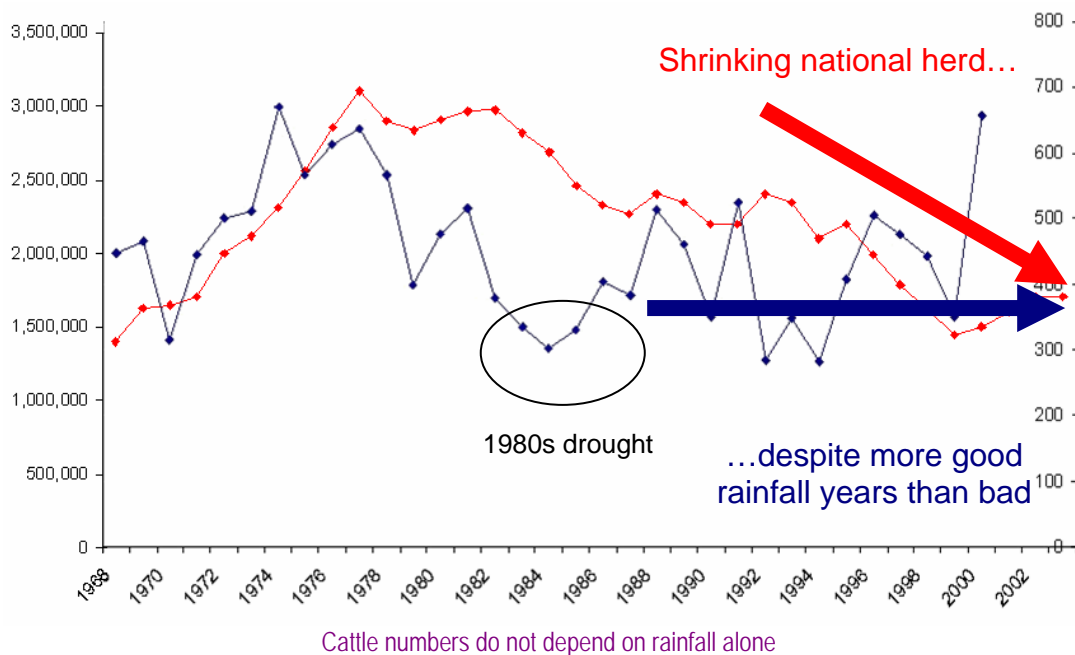 3,500,000
3,000,000
2,500,000
2,000,000
1,500,000
1,000,000
500,000
0
800
700
600
500
400
300
200
100
0
Shrinking national herd…
1980s drought
…despite more good
rainfall years than bad
1968 1970 1972 1974 1976 1978 1980 1982 1984 1986 1988 1990 1992 1994 1996 1998 2000 2002
Cattle numbers do not depend on rainfall alone